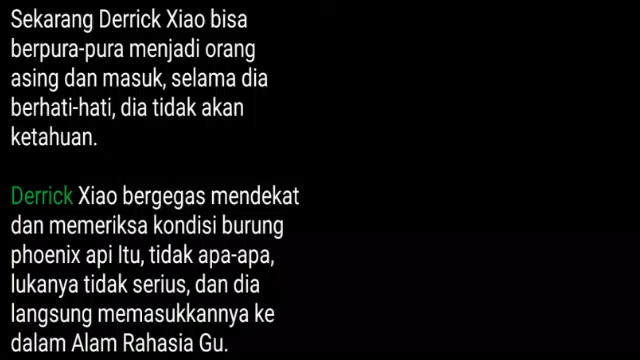 Sekarang Derrick Xiao bisa
berpura-pura menjadi orang
asing dan masuk, selama dia
berhati-hati, dia tidak akan
ketahuan.
Derrick Xiao bergegas mendekat
dan memeriksa kondisi burung
phoenix api Itu, tidak apa-apa,
lukanya tidak serius, dan dia
langsung memasukkannya ke
dalam Alam Rahasia Gu.